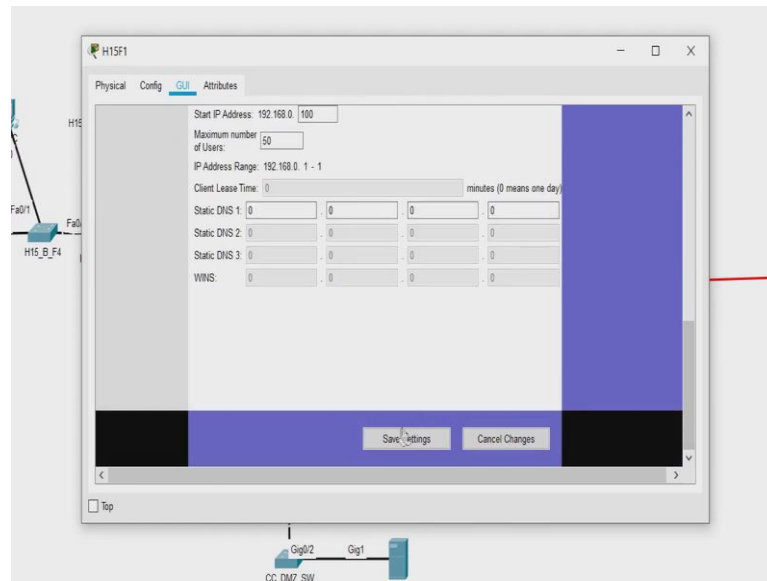 H15F1
Physical Config GUI Attributes
Start IP Address: 192.168.0. 100
Maximum number
of Users: 50
IP Address Range: 192.168.0. 1 - 1
Client Lease Time: 0 minutes (0 means one day)
Static DNS 1: 0 . 0 . 0 . 0
Static DNS 2: 0 . 0 . 0 . 0
Static DNS 3: 0 . 0 . 0 . 0
WINS: 0 . 0 . 0 . 0
Save Settings Cancel Changes
Top
H15
Fa0/1
Fa0/
H15_B_F4
Gig0/2 Gig1
CC_DMZ_SW